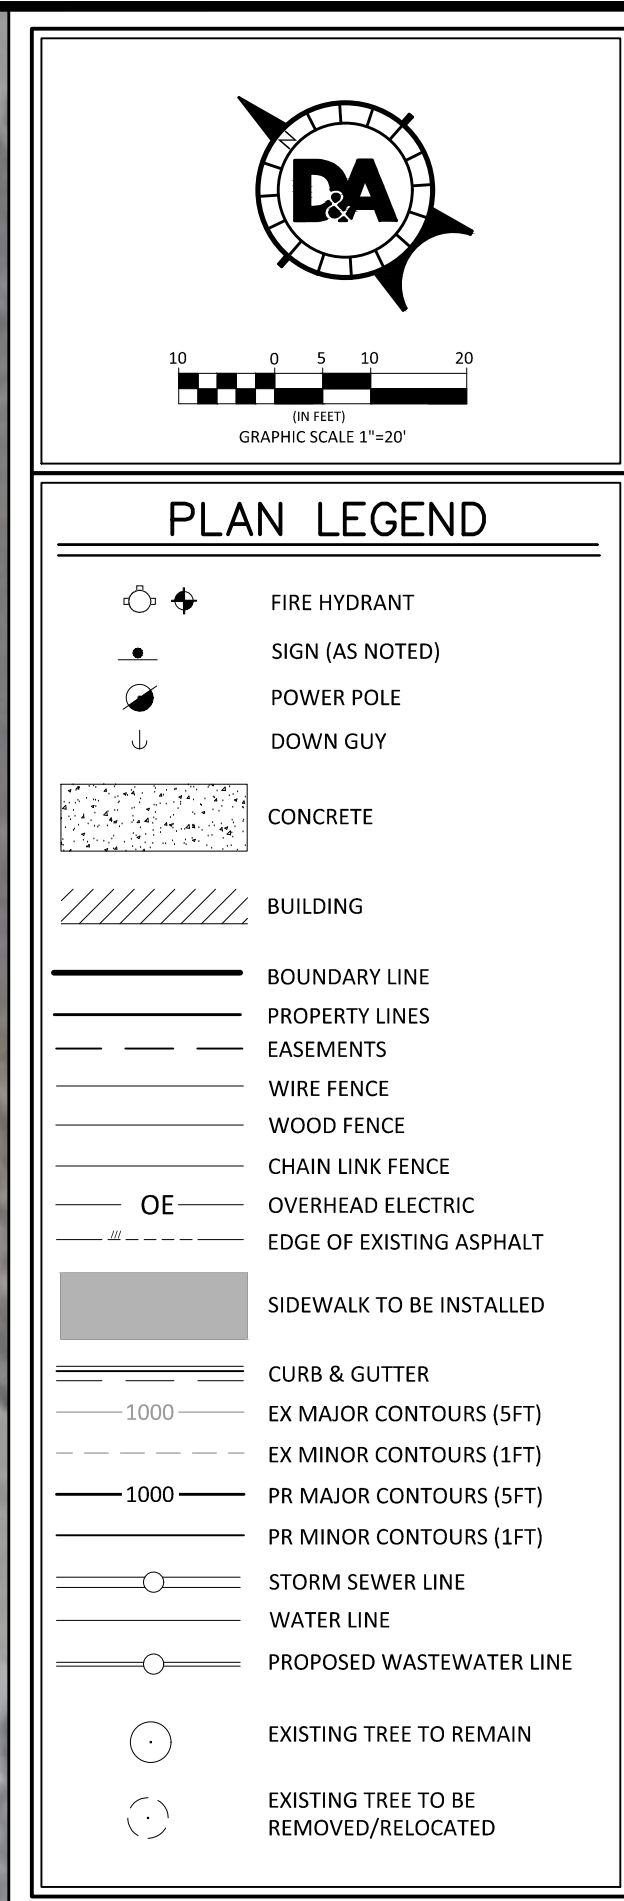 N
D&A
10 0 5 10 20
(IN FEET)
GRAPHIC SCALE 1"=20'
PLAN LEGEND
FIRE HYDRANT
SIGN (AS NOTED)
POWER POLE
DOWN GUY
CONCRETE
BUILDING
BOUNDARY LINE
PROPERTY LINES
EASEMENTS
WIRE FENCE
WOOD FENCE
CHAIN LINK FENCE
OE OVERHEAD ELECTRIC
/// EDGE OF EXISTING ASPHALT
SIDEWALK TO BE INSTALLED
CURB & GUTTER
1000 EX MAJOR CONTOURS (5FT)
EX MINOR CONTOURS (1FT)
1000 PR MAJOR CONTOURS (5FT)
PR MINOR CONTOURS (1FT)
STORM SEWER LINE
WATER LINE
PROPOSED WASTEWATER LINE
EXISTING TREE TO REMAIN
EXISTING TREE TO BE
REMOVED/RELOCATED